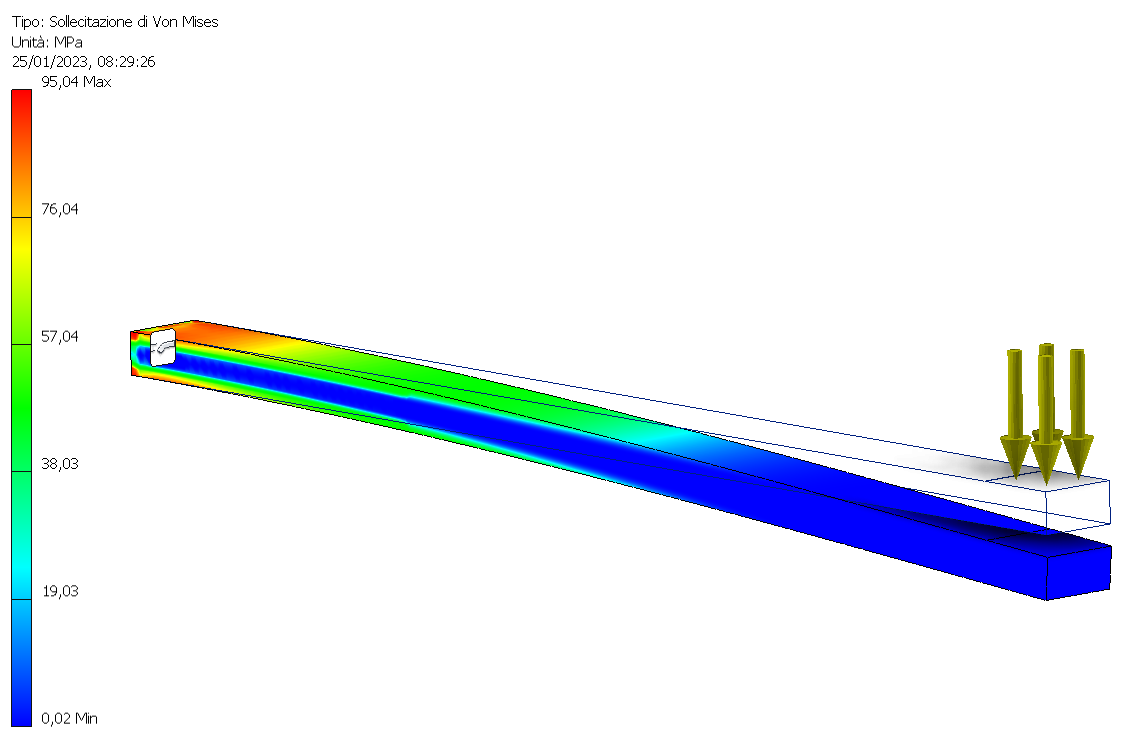 Tipo: Sollecitazione di Von Mises
Unità: MPa
25/01/2023, 08:29:26
95,04 Max
76,04
57,04
38,03
19,03
0,02 Min